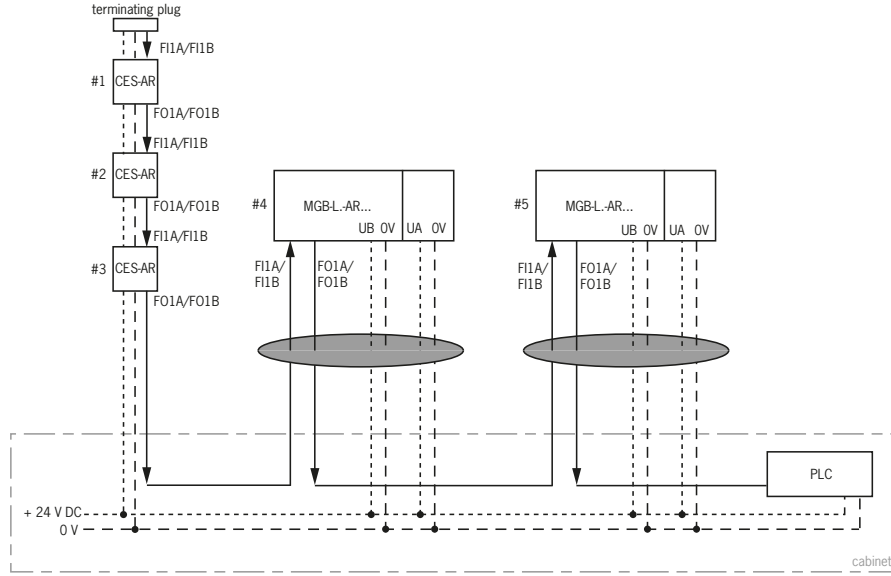 terminating plug
FI1A/FI1B
#1 CES-AR
FO1A/FO1B
FI1A/FI1B
#2 CES-AR
FO1A/FO1B
FI1A/FI1B
#3 CES-AR
FO1A/FO1B
#4 MGB-L.-AR...
UB 0V UA 0V
FI1A/
FI1B
FO1A/
FO1B
#5 MGB-L.-AR...
UB 0V UA 0V
FI1A/
FI1B
FO1A/
FO1B
PLC
+ 24 V DC
0 V
cabinet